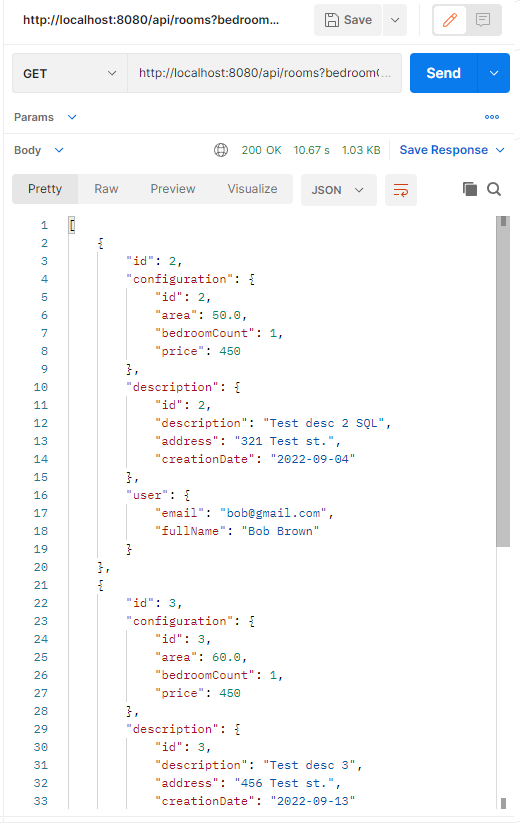 http://localhost:8080/api/rooms?bedroom...
Save
GET
http://localhost:8080/api/rooms?bedroom(...
Send
Params
Body
200 OK 10.67 s 1.03 KB Save Response
Pretty Raw Preview Visualize JSON
1 [
2 {
3 "id": 2,
4 "configuration": {
5 "id": 2,
6 "area": 50.0,
7 "bedroomCount": 1,
8 "price": 450
9 },
10 "description": {
11 "id": 2,
12 "description": "Test desc 2 SQL",
13 "address": "321 Test st.",
14 "creationDate": "2022-09-04"
15 },
16 "user": {
17 "email": "bob@gmail.com",
18 "fullName": "Bob Brown"
19 }
20 },
21 {
22 "id": 3,
23 "configuration": {
24 "id": 3,
25 "area": 60.0,
26 "bedroomCount": 1,
27 "price": 450
28 },
29 "description": {
30 "id": 3,
31 "description": "Test desc 3",
32 "address": "456 Test st.",
33 "creationDate": "2022-09-13"